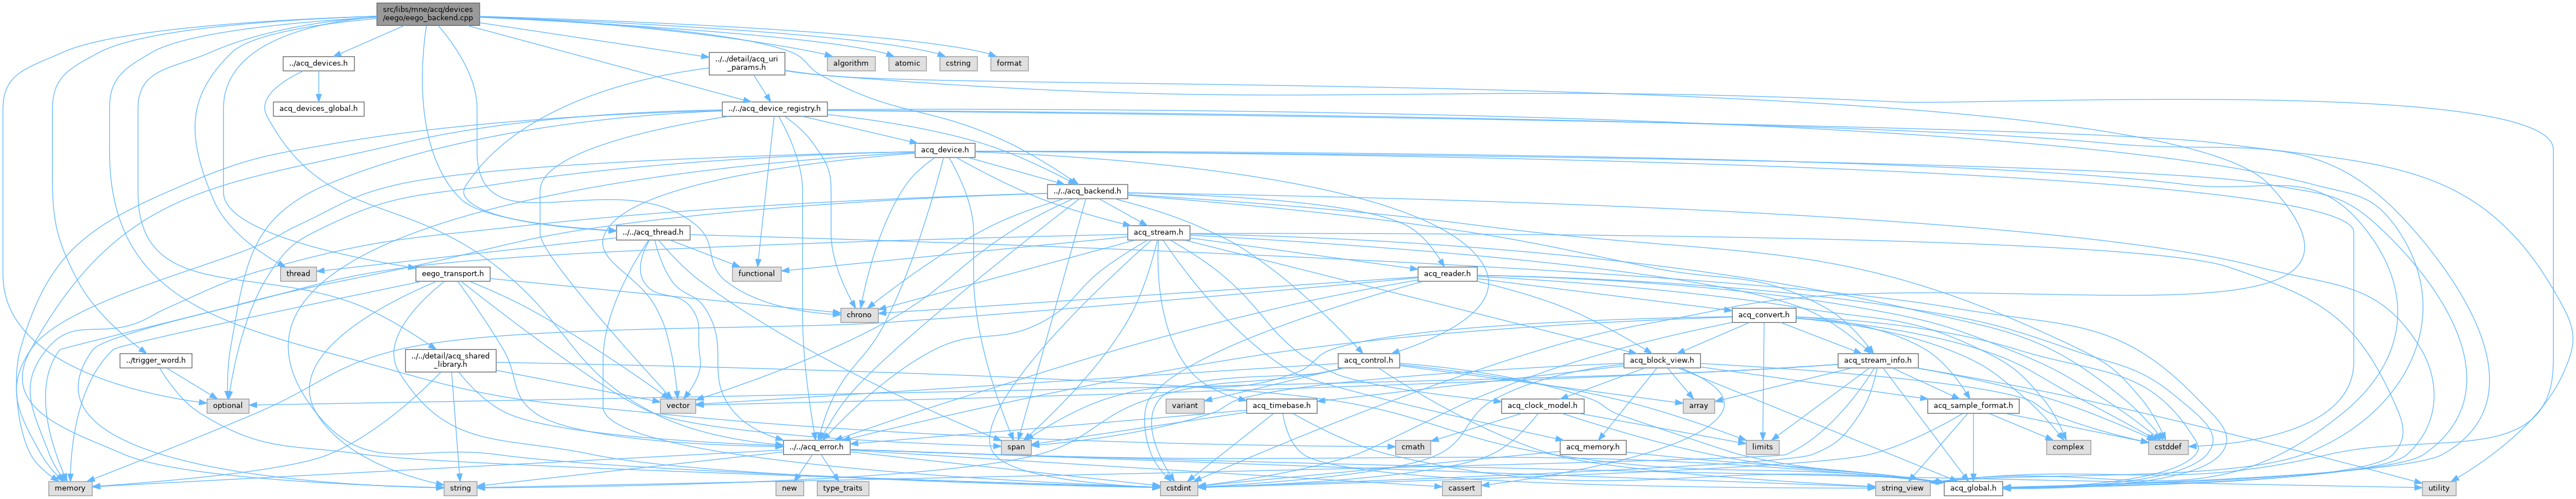 src/libs/mne/acq/devices
/eego/eego_backend.cpp
../acq_devices.h
../../detail/acq_uri
_params.h
algorithm
atomic
cstring
format
acq_devices_global.h
../../acq_device_registry.h
acq_device.h
../../acq_backend.h
../../acq_thread.h
acq_stream.h
thread
eego_transport.h
functional
acq_reader.h
chrono
acq_convert.h
../trigger_word.h
../../detail/acq_shared
_library.h
acq_control.h
acq_block_view.h
acq_stream_info.h
optional
vector
variant
acq_timebase.h
acq_clock_model.h
array
acq_sample_format.h
../../acq_error.h
span
cmath
acq_memory.h
limits
complex
cstddef
memory
string
new
type_traits
cstdint
cassert
string_view
acq_global.h
utility